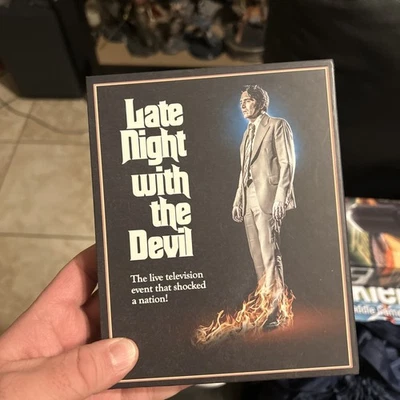 Late
Night
with
the
Devil
The live television
event that shocked
a nation!